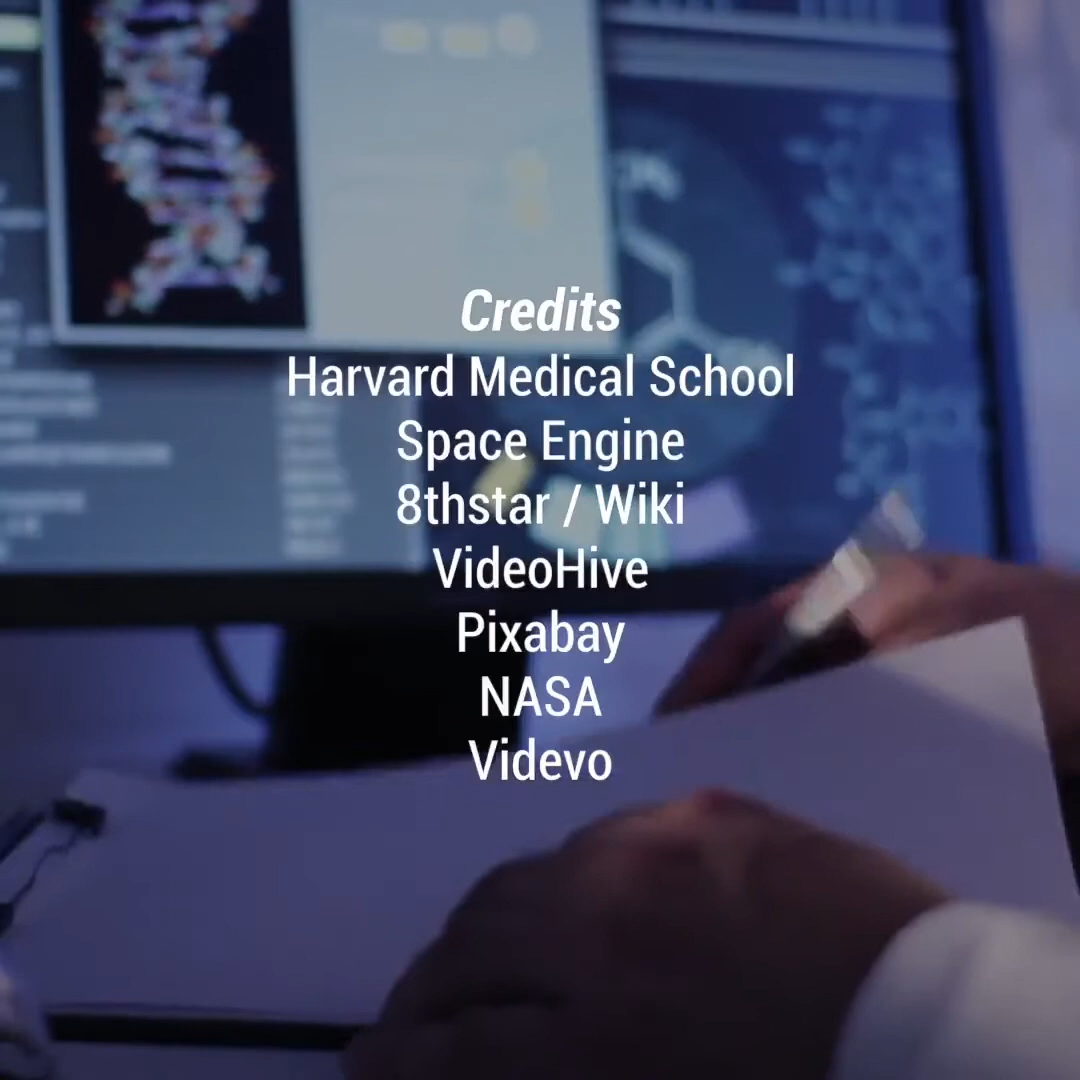 Credits
Harvard Medical School
Space Engine
8thstar / Wiki
VideoHive
Pixabay
NASA
Videvo